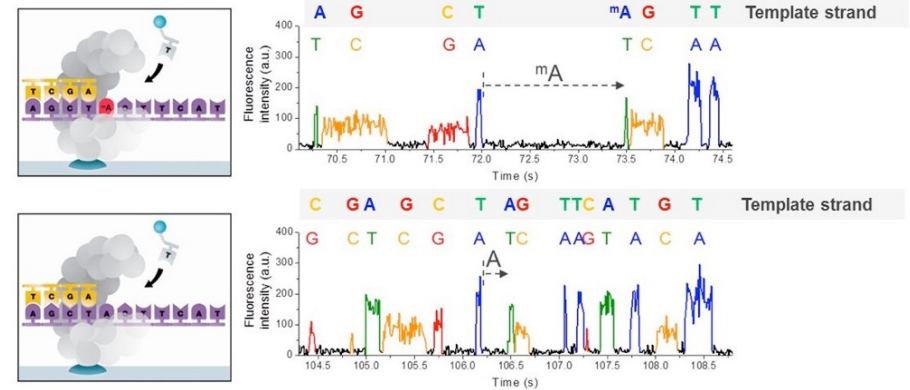 A G C T ᵐA G T T Template strand
T C G A T C A A
ᵐA
Fluorescence
intensity (a.u.)
400
300
200
100
0
70.5 71.0 71.5 72.0 72.5 73.0 73.5 74.0 74.5
Time (s)
T
T C G A
A G C T mA G T T C A T
C G A G C T A G T T C A T G T Template strand
G C T C G A T C A A G T A C A
A
Fluorescence
intensity (a.u.)
400
300
200
100
0
104.5 105.0 105.5 106.0 106.5 107.0 107.5 108.0 108.5
Time (s)
T
T C G A
A G C T A G T T C A T